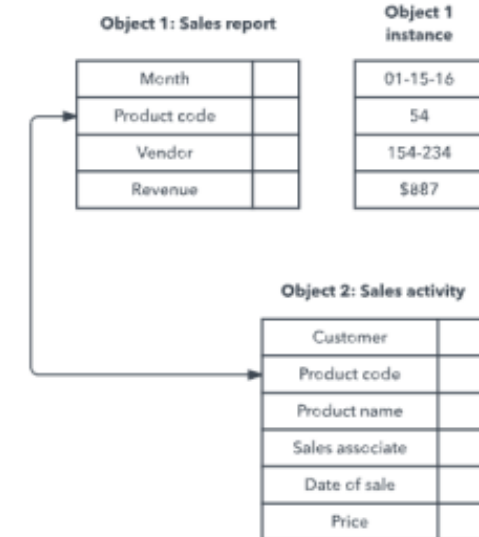 Object 1: Sales report
Object 1
instance
Month
01-15-16
Product code
54
Vendor
154-234
Revenue
$887
Object 2: Sales activity
Customer
Product code
Product name
Sales associate
Date of sale
Price